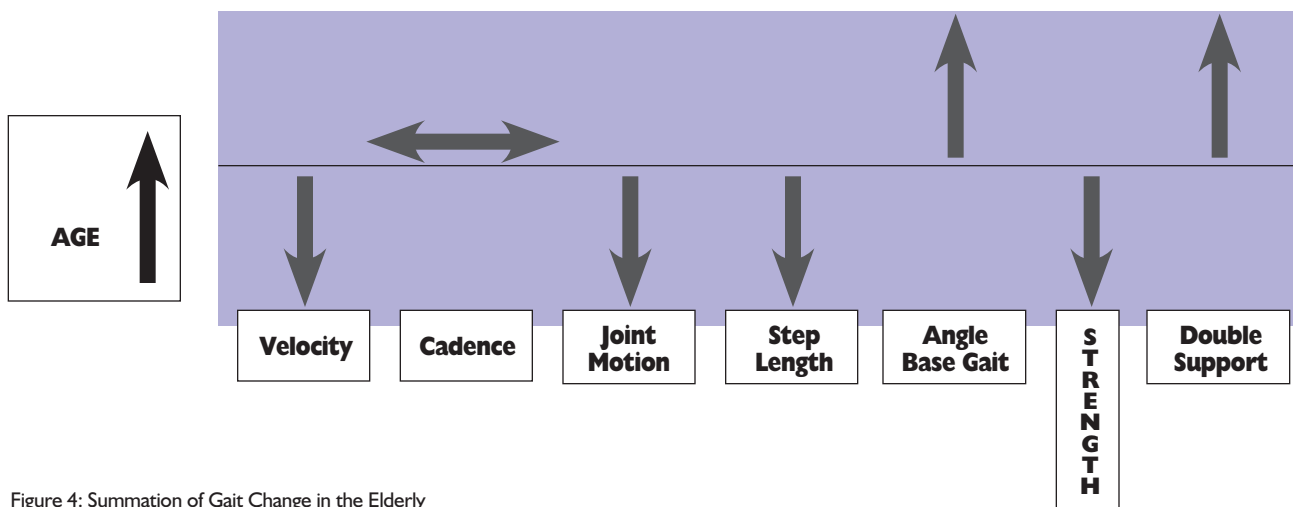 AGE
Velocity
Cadence
Joint
Motion
Step
Length
Angle
Base Gait
S
T
R
E
N
G
T
H
Double
Support
Figure 4: Summation of Gait Change in the Elderly